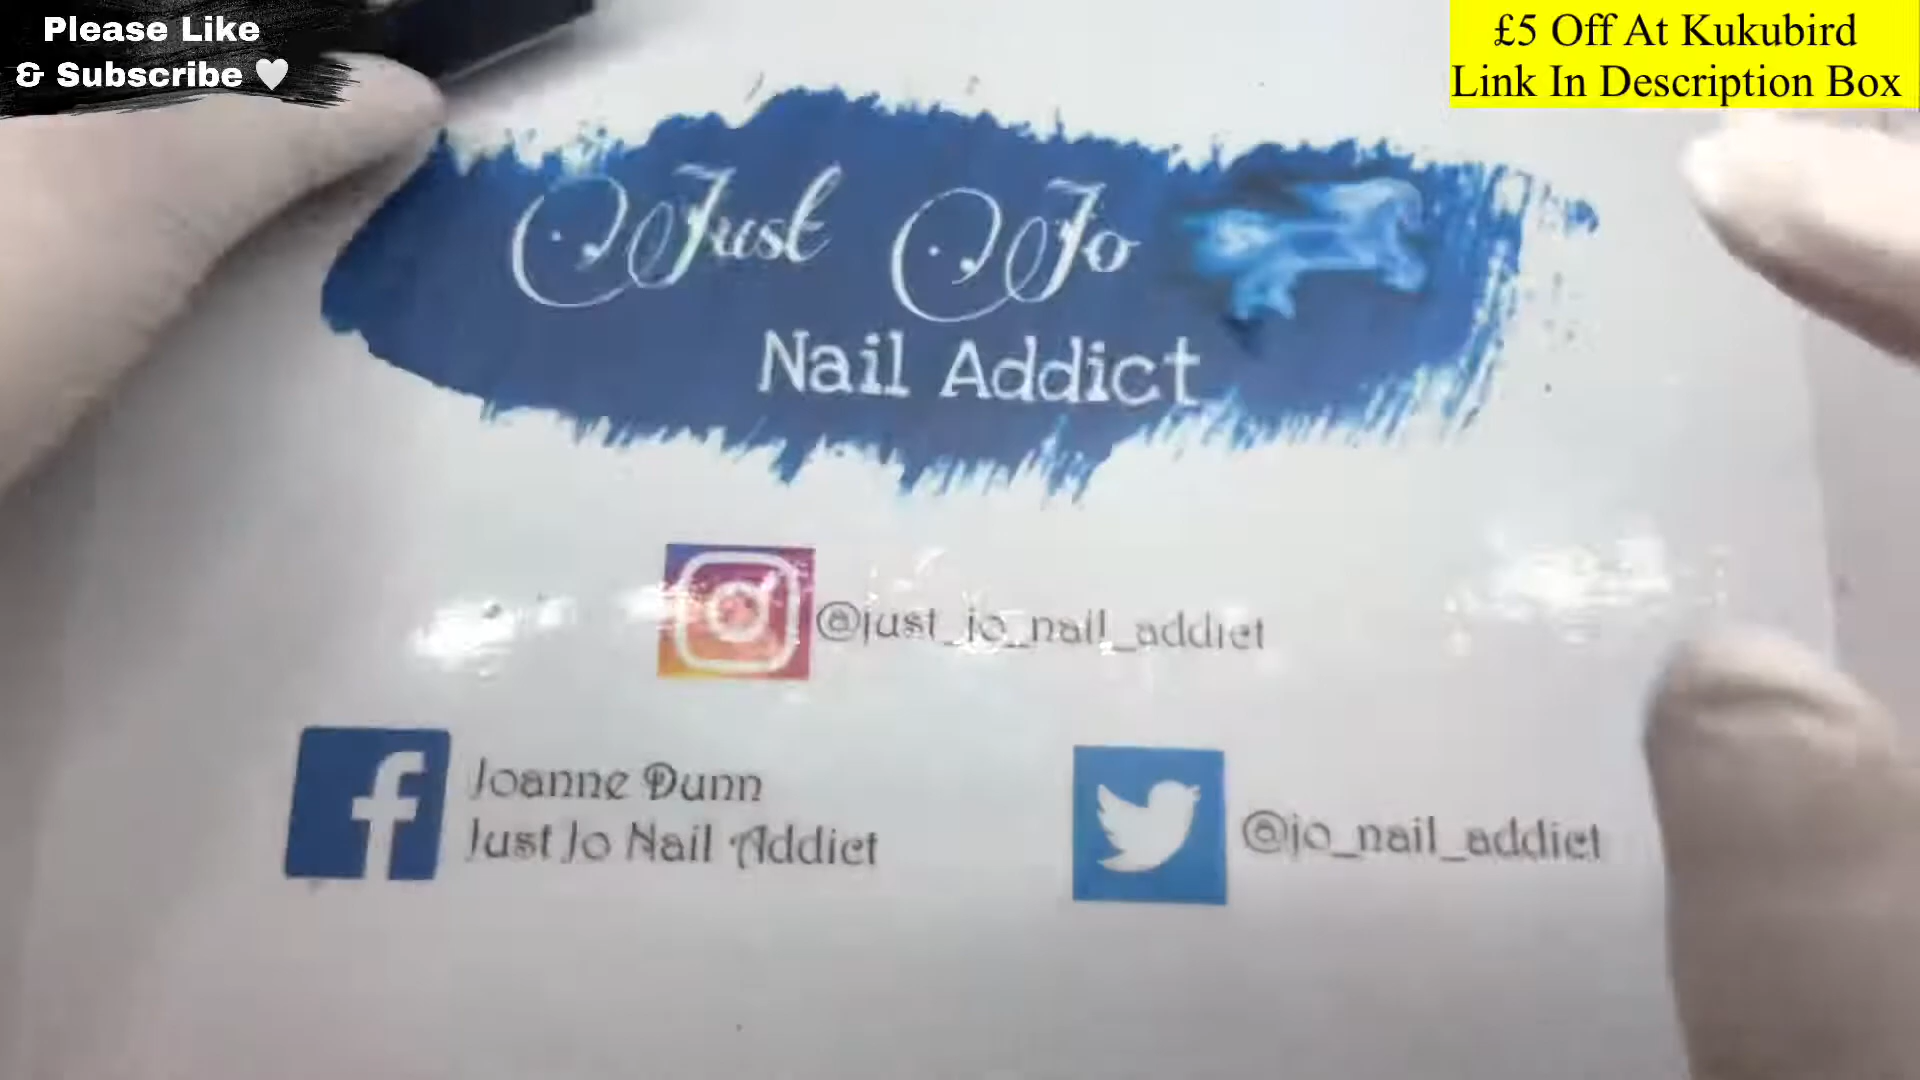 Please Like
& Subscribe 🤍
£5 Off At Kukubird
Link In Description Box
Just Jo
Nail Addict
@just_jo_nail_addict
Joanne Dunn
Just Jo Nail Addict
@jo_nail_addict